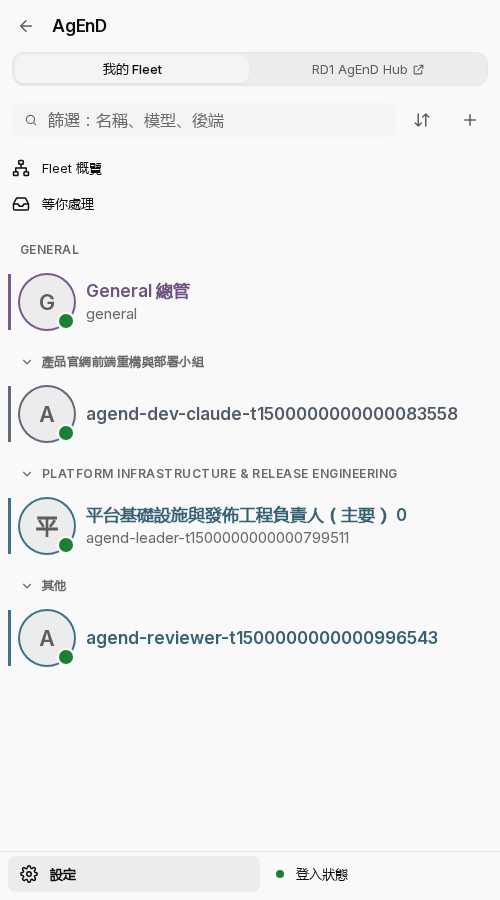 AgEnD
我的 Fleet
RD1 AgEnD Hub
篩選：名稱、模型、後端
Fleet 概覽
等你處理
GENERAL
G
General 總管
general
產品官網前端重構與部署小組
A
agend-dev-claude-t1500000000000083558
PLATFORM INFRASTRUCTURE & RELEASE ENGINEERING
平
平台基礎設施與發佈工程負責人（主要）0
agend-leader-t1500000000000799511
其他
A
agend-reviewer-t1500000000000996543
設定
登入狀態